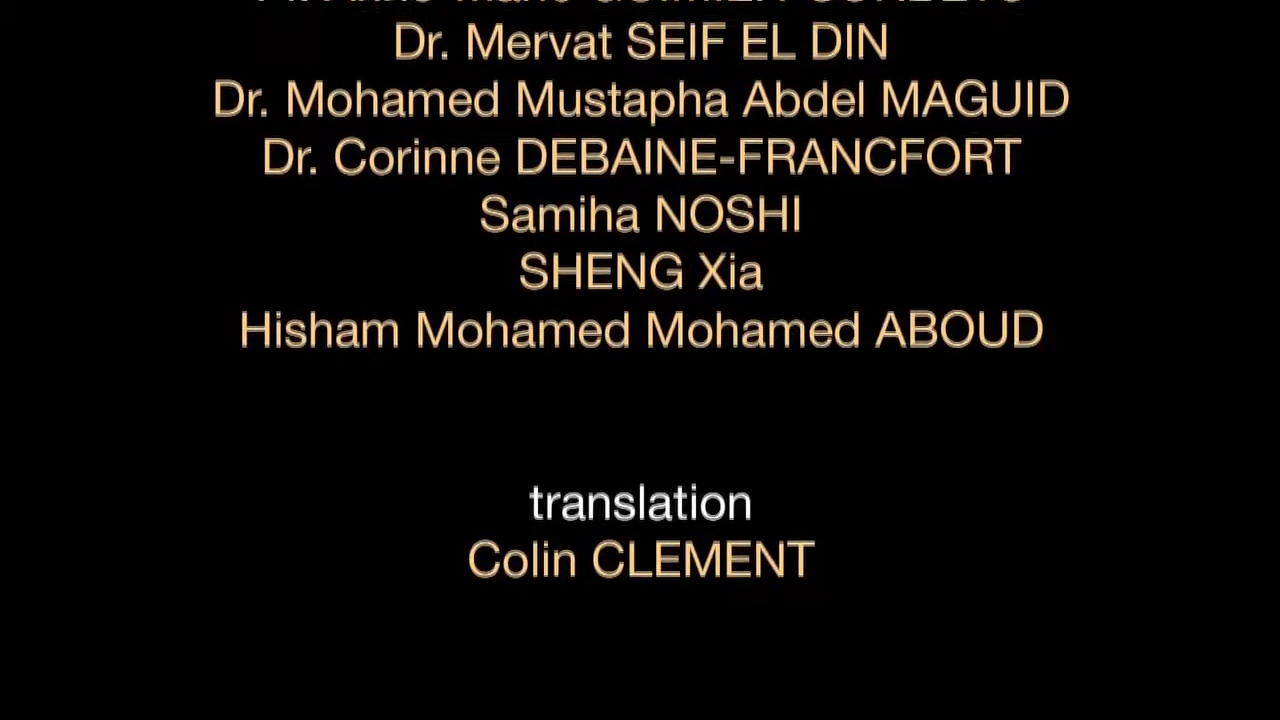 Dr. Mervat SEIF EL DIN
Dr. Mohamed Mustapha Abdel MAGUID
Dr. Corinne DEBAINE-FRANCFORT
Samiha NOSHI
SHENG Xia
Hisham Mohamed Mohamed ABOUD
translation
Colin CLEMENT